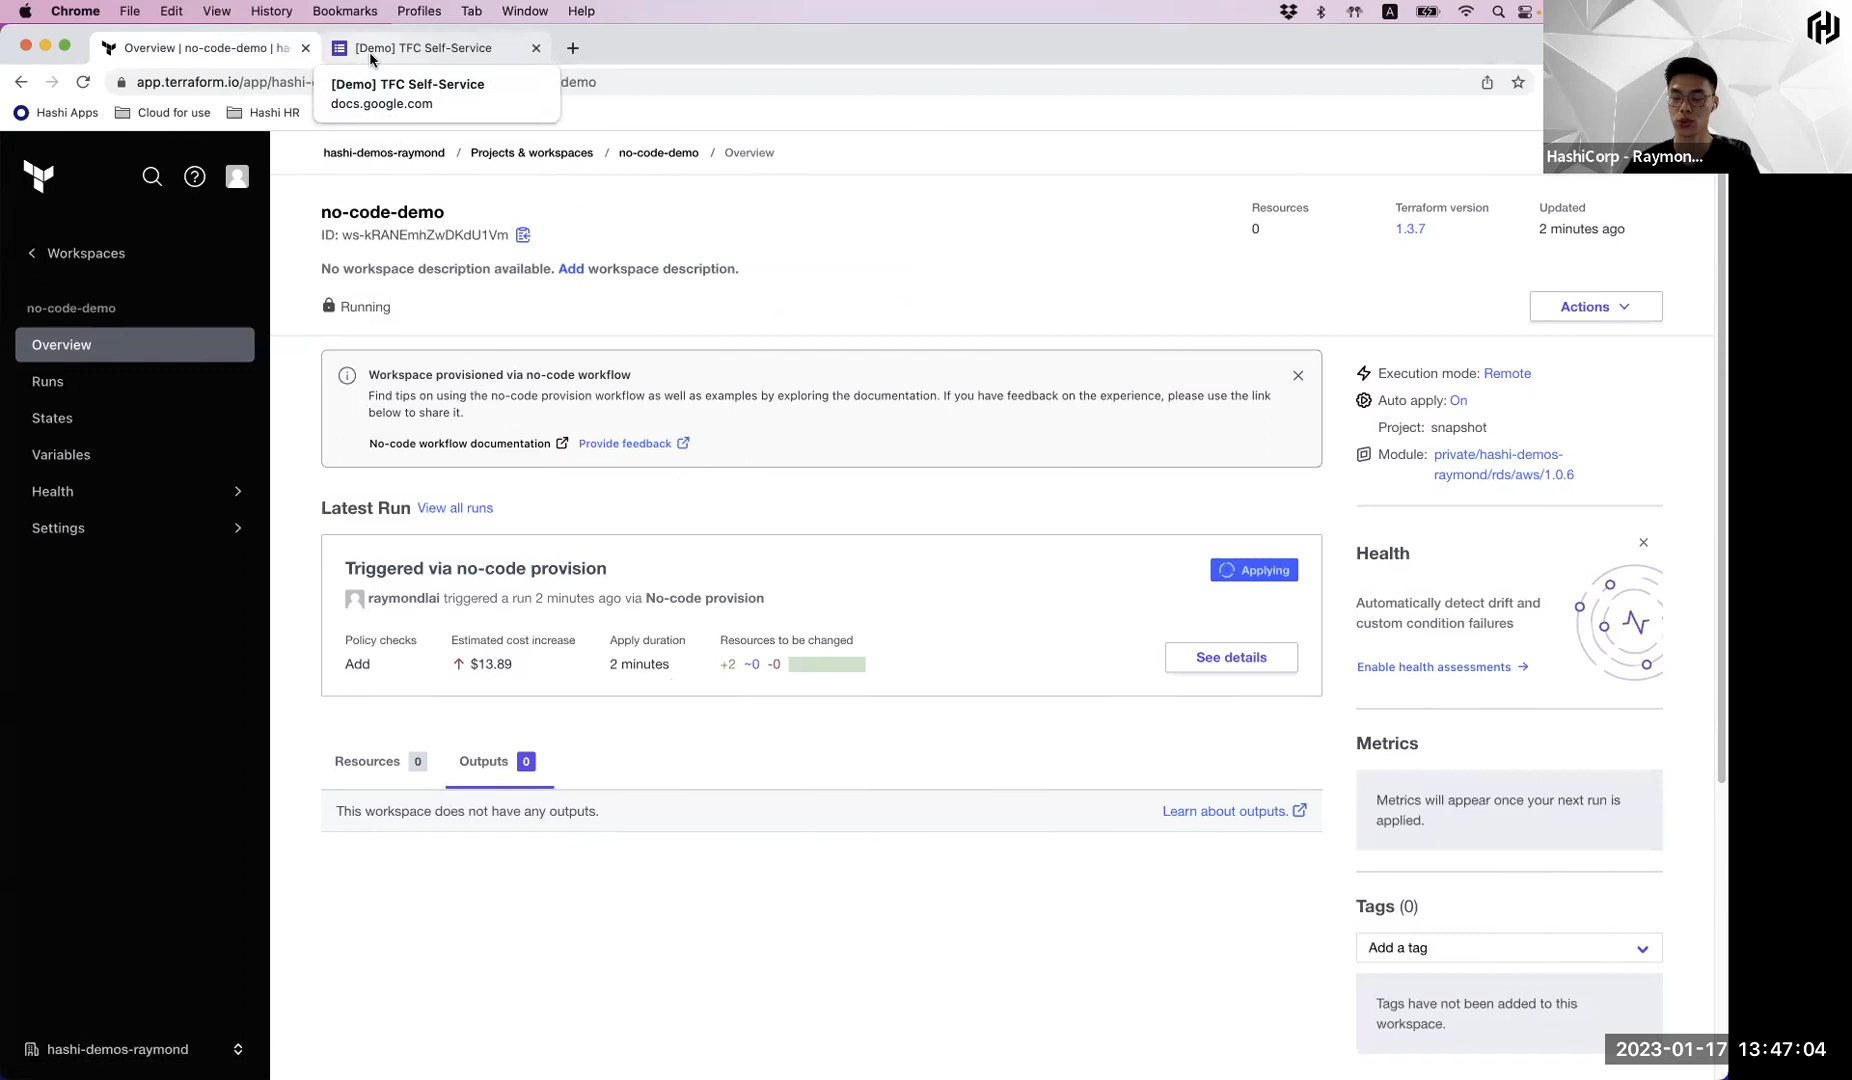 Chrome File Edit View History Bookmarks Profiles Tab Window Help
A
Overview | no-code-demo | ha
[Demo] TFC Self-Service
app.terraform.io/app/hashi-
demo
[Demo] TFC Self-Service
docs.google.com
Hashi Apps
Cloud for use
Hashi HR
HashiCorp - Raymon...
hashi-demos-raymond / Projects & workspaces / no-code-demo / Overview
no-code-demo
ID: ws-kRANEmhZwDKdU1Vm
No workspace description available. Add workspace description.
Running
Resources
0
Terraform version
1.3.7
Updated
2 minutes ago
Actions
Workspaces
no-code-demo
Overview
Runs
States
Variables
Health
Settings
hashi-demos-raymond
Workspace provisioned via no-code workflow
Find tips on using the no-code provision workflow as well as examples by exploring the documentation. If you have feedback on the experience, please use the link
below to share it.
No-code workflow documentation
Provide feedback
Latest Run View all runs
Triggered via no-code provision
Applying
raymondlai triggered a run 2 minutes ago via No-code provision
Policy checks
Add
Estimated cost increase
$13.89
Apply duration
2 minutes
Resources to be changed
+2 ~0 -0
See details
Resources 0
Outputs 0
This workspace does not have any outputs.
Learn about outputs.
Execution mode: Remote
Auto apply: On
Project: snapshot
Module: private/hashi-demos-
raymond/rds/aws/1.0.6
Health
Automatically detect drift and
custom condition failures
Enable health assessments
Metrics
Metrics will appear once your next run is
applied.
Tags (0)
Add a tag
Tags have not been added to this
workspace.
2023-01-17 13:47:04